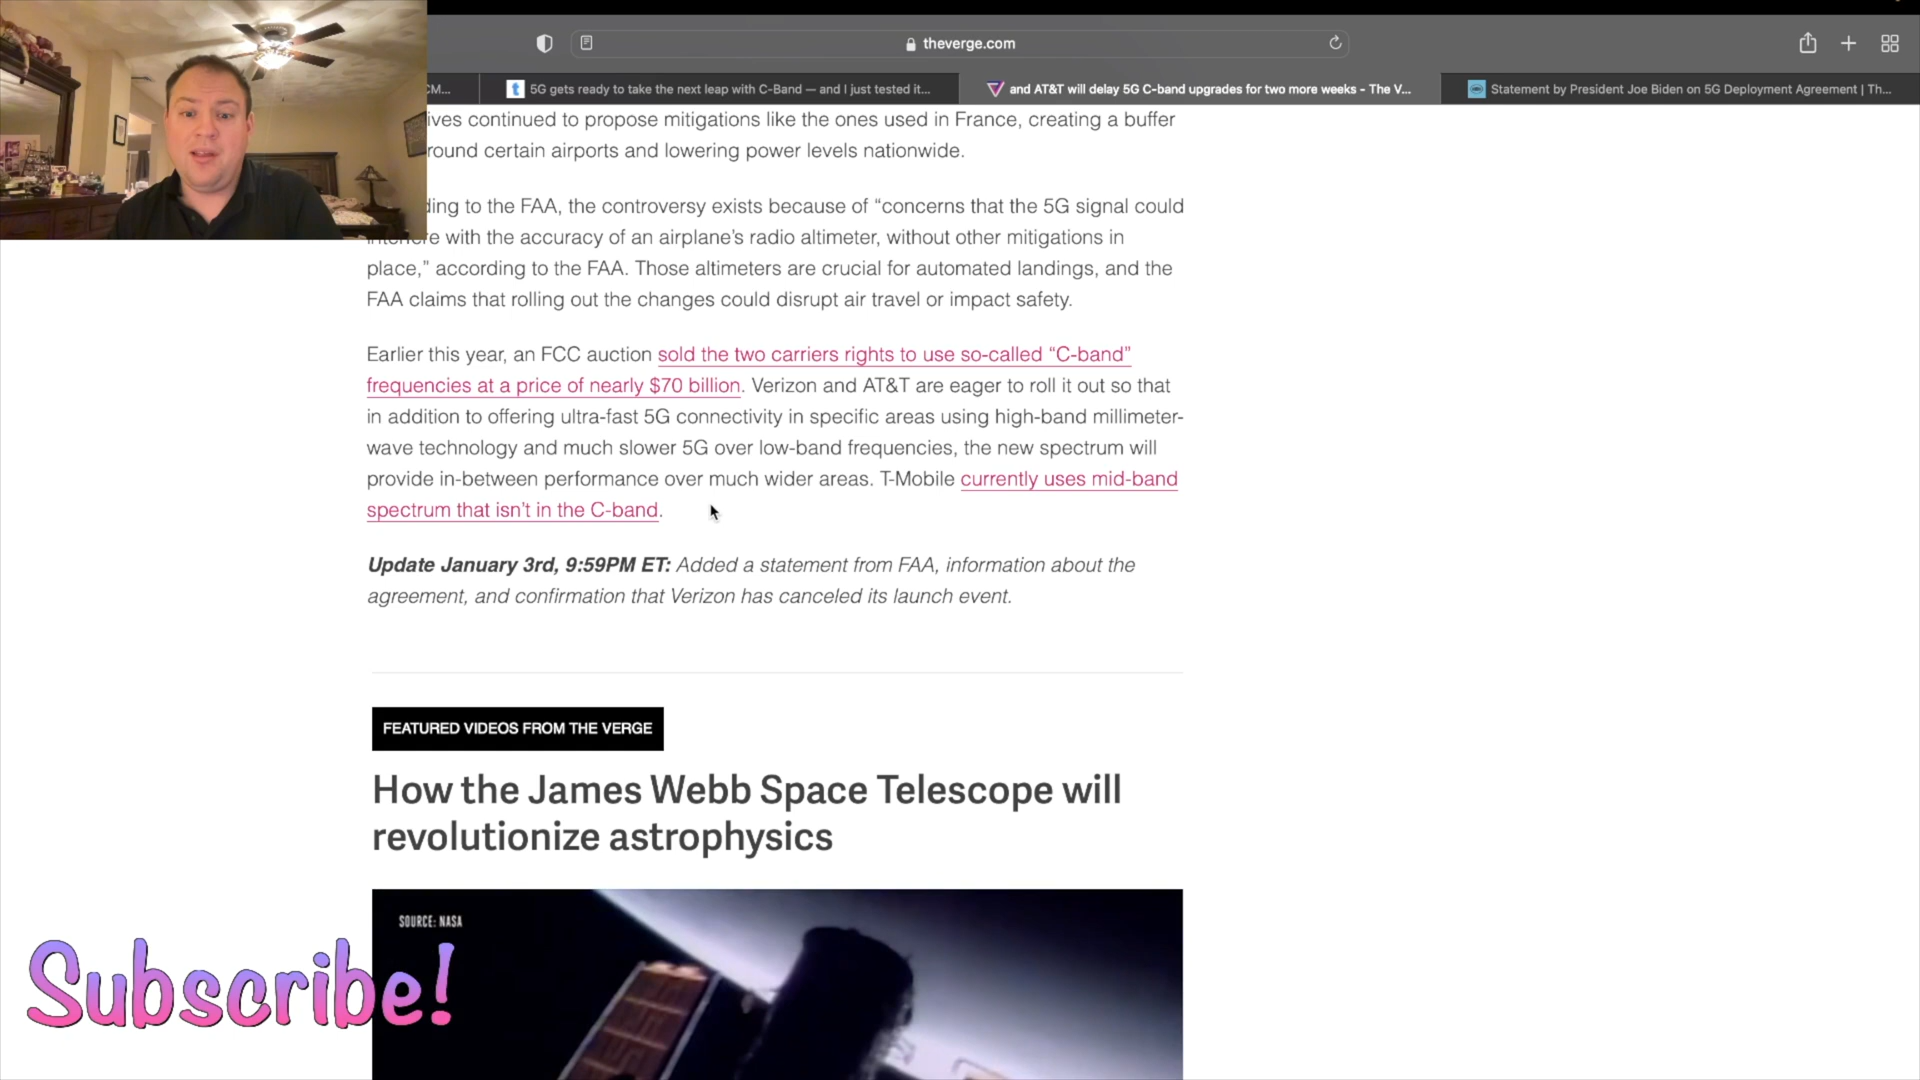 theverge.com
CM...
5G gets ready to take the next leap with C-Band — and I just tested it...
and AT&T will delay 5G C-band upgrades for two more weeks - The V...
Statement by President Joe Biden on 5G Deployment Agreement | Th...
ives continued to propose mitigations like the ones used in France, creating a buffer
round certain airports and lowering power levels nationwide.
ding to the FAA, the controversy exists because of “concerns that the 5G signal could
with the accuracy of an airplane’s radio altimeter, without other mitigations in
place,” according to the FAA. Those altimeters are crucial for automated landings, and the
FAA claims that rolling out the changes could disrupt air travel or impact safety.
Earlier this year, an FCC auction sold the two carriers rights to use so-called “C-band”
frequencies at a price of nearly $70 billion. Verizon and AT&T are eager to roll it out so that
in addition to offering ultra-fast 5G connectivity in specific areas using high-band millimeter-
wave technology and much slower 5G over low-band frequencies, the new spectrum will
provide in-between performance over much wider areas. T-Mobile currently uses mid-band
spectrum that isn’t in the C-band.
Update January 3rd, 9:59PM ET: Added a statement from FAA, information about the
agreement, and confirmation that Verizon has canceled its launch event.
FEATURED VIDEOS FROM THE VERGE
How the James Webb Space Telescope will
revolutionize astrophysics
SOURCE: NASA
Subscribe!